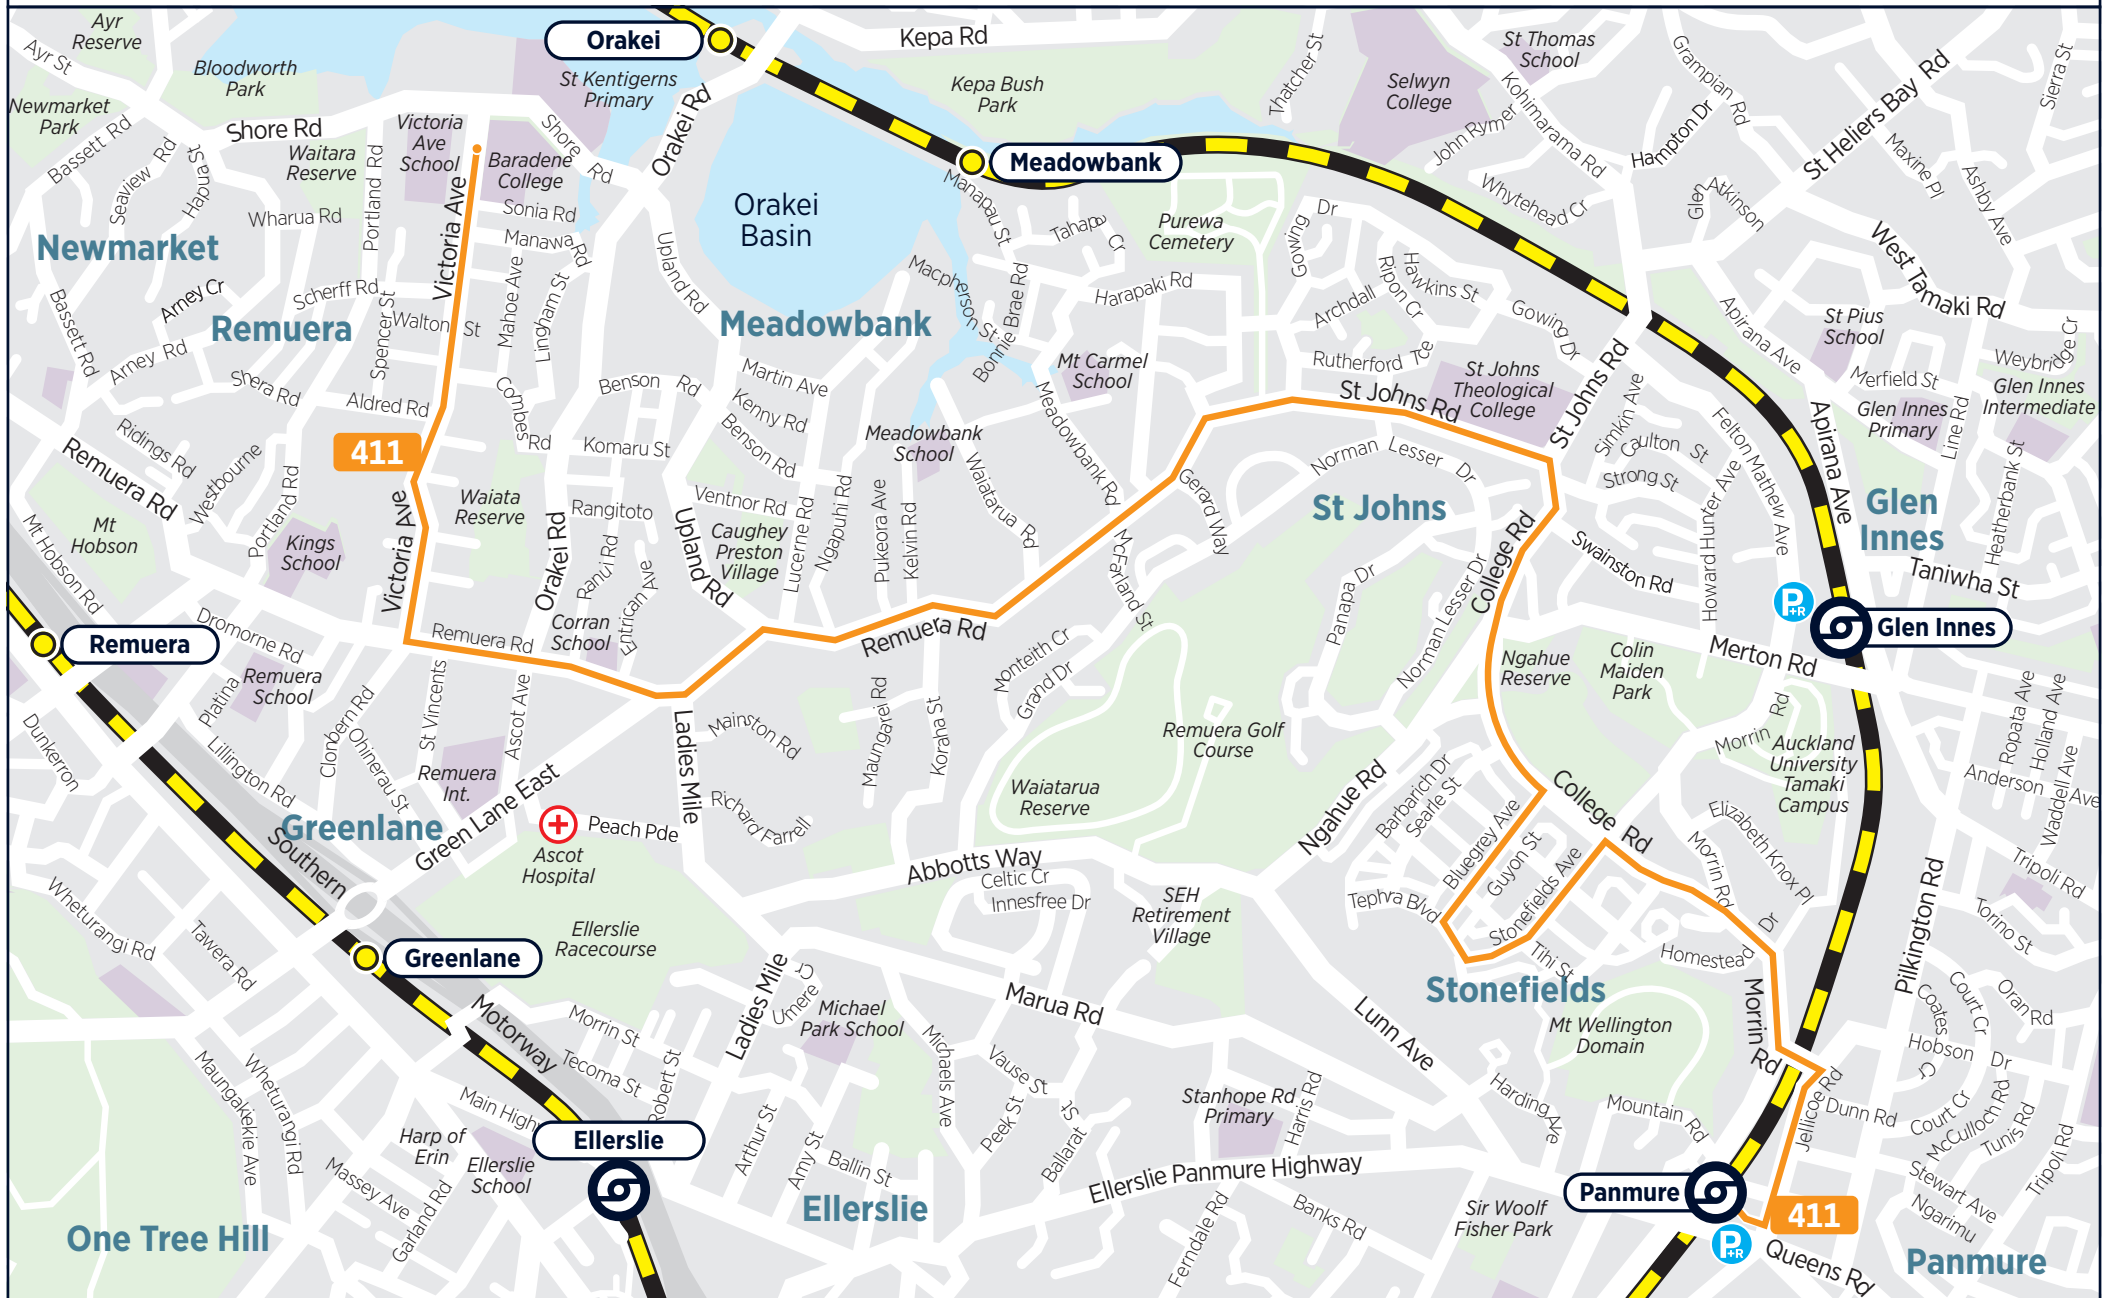 Ayr
Reserve
Ayr St
Bloodworth
Park
Newmarket
Park
Bassett Rd
Seaview Rd
Hapua St
Shore Rd
Waitara
Reserve
Portland Rd
Victoria
Ave
School
Baradene
College
Shore Rd
Orakei
St Kentigerns
Primary
Orakei Rd
Kepa Rd
Kepa Bush
Park
Meadowbank
Thatcher St
Selwyn
College
St Thomas
School
Kohimarama Rd
John Rymer
Grampian Rd
Hampton Dr
St Heliers Bay Rd
Sierra St
Maxine Pl
Ashby Ave
Whytehead Cr
Glen Atkinson
West Tamaki Rd
Newmarket
Wharua Rd
Victoria Ave
Sonia Rd
Manawa Rd
Mahoe Ave
Lingham St
Upland Rd
Orakei
Basin
Manapau St
Tahapa Cr
Purewa
Cemetery
Gowing Dr
Macpherson St
Bonnie Brae Rd
Harapaki Rd
Archdall
Ripon Cr
Hawkins St
Gowing Dr
Rutherford Tce
Arney Cr
Scherff Rd
Spencer St
Walton St
Remuera
Meadowbank
Bassett Rd
Arney Rd
Shera Rd
Aldred Rd
Combes Rd
Benson Rd
Martin Ave
Kenny Rd
Benson Rd
Mt Carmel
School
Meadowbank Rd
St Johns Rd
St Johns
Theological
College
St Johns Rd
Simkin Ave
Caulton St
Strong St
Felton Mathew Ave
Howard Hunter Ave
Apirana Ave
St Pius
School
Weybridge Cr
Merfield St
Glen Innes
Intermediate
Glen Innes
Primary
Line Rd
Heatherbank St
Apirana Ave
Glen
Innes
Taniwha St
Ridings Rd
Westbourne
Portland Rd
Remuera Rd
411
Komaru St
Meadowbank
School
Waiatarua Rd
Norman Lesser Dr
St Johns
Gerard Way
Mt
Hobson
Mt Hobson Rd
Kings
School
Victoria Ave
Waiata
Reserve
Orakei Rd
Rangitoto
Ranui Rd
Entrican Ave
Corran
School
Upland Rd
Ventnor Rd
Caughey
Preston
Village
Lucerne Rd
Ngapuhi Rd
Pukeora Ave
Kelvin Rd
McFarland St
Panapa Dr
Norman Lesser Dr
College Rd
Swainston Rd
P+R
Glen Innes
Merton Rd
Remuera
Dromorne Rd
Remuera
School
Platina
Remuera Rd
Remuera Rd
Monteith Cr
Grand Dr
Ngahue
Reserve
Colin
Maiden
Park
Morrin Rd
Auckland
University
Tamaki
Campus
Ropata Ave
Holland Ave
Anderson Ave
Waddell Ave
Dunkerron
Lillington Rd
Clonbern Rd
Ohinerau St
St Vincents
Ascot Ave
Remuera
Int.
Green Lane East
Ladies Mile
Mainston Rd
Richard Farrell
Maungarei Rd
Koraha St
Remuera Golf
Course
Waiatarua
Reserve
Ngahue Rd
Barbarich Dr
Searle St
Bluegrey Ave
Guyon St
Stonefields Ave
College Rd
Elizabeth Knox Pl
Morrin Rd
Greenlane
Southern
Peach Pde
Ascot
Hospital
Abbotts Way
Celtic Cr
Innesfree Dr
SEH
Retirement
Village
Tephra Blvd
Tihi St
Homestead Dr
Pilkington Rd
Tripoli Rd
Torino St
Wheturangi Rd
Tawera Rd
Greenlane
Ellerslie
Racecourse
Stonefields
Mt Wellington
Domain
Morrin Rd
Coates
Court Cr
Oran Rd
Hobson Dr
Cr
Motorway
Morrin St
Tecoma St
Robert St
Ladies Mile
Umere Cr
Michael
Park School
Marua Rd
Michaels Ave
Vause St
Peek St
Ballarat St
Lunn Ave
Stanhope Rd
Primary
Harris Rd
Harding Ave
Mountain Rd
Jellicoe Rd
Dunn Rd
Court Cr
McCulloch Rd
Tunis Rd
Tripoli Rd
Maungakiekie Ave
Wheturangi Rd
Main High
Harp of
Erin
Ellerslie
School
Massey Ave
Garland Rd
Ellerslie
Arthur St
Amy St
Ballin St
Ellerslie
Ellerslie Panmure Highway
Ferndale Rd
Banks Rd
Sir Woolf
Fisher Park
Panmure
411
P+R
Queens Rd
Stewart Ave
Ngarimu
Panmure
One Tree Hill